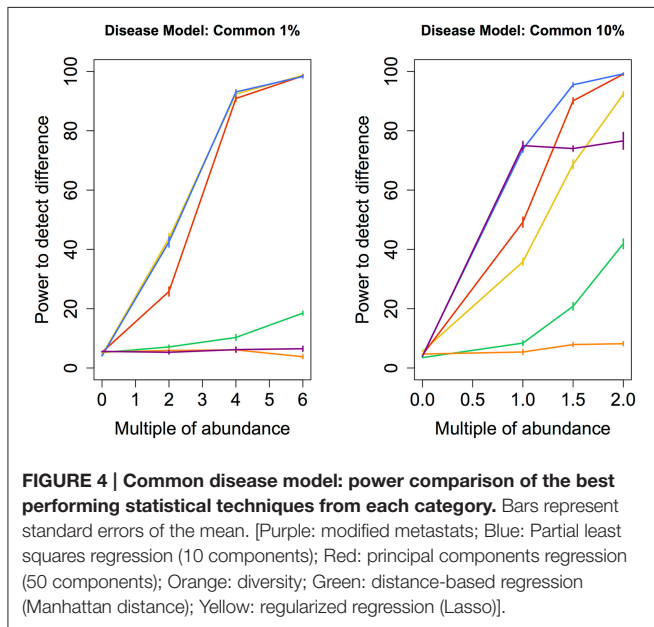 Disease Model: Common 1%
Disease Model: Common 10%
Power to detect difference
100
80
60
40
20
0
0 1 2 3 4 5 6
Multiple of abundance
Power to detect difference
100
80
60
40
20
0
0.0 0.5 1.0 1.5 2.0
Multiple of abundance
FIGURE 4 | Common disease model: power comparison of the best
performing statistical techniques from each category. Bars represent
standard errors of the mean. [Purple: modified metastats; Blue: Partial least
squares regression (10 components); Red: principal components regression
(50 components); Orange: diversity; Green: distance-based regression
(Manhattan distance); Yellow: regularized regression (Lasso)].